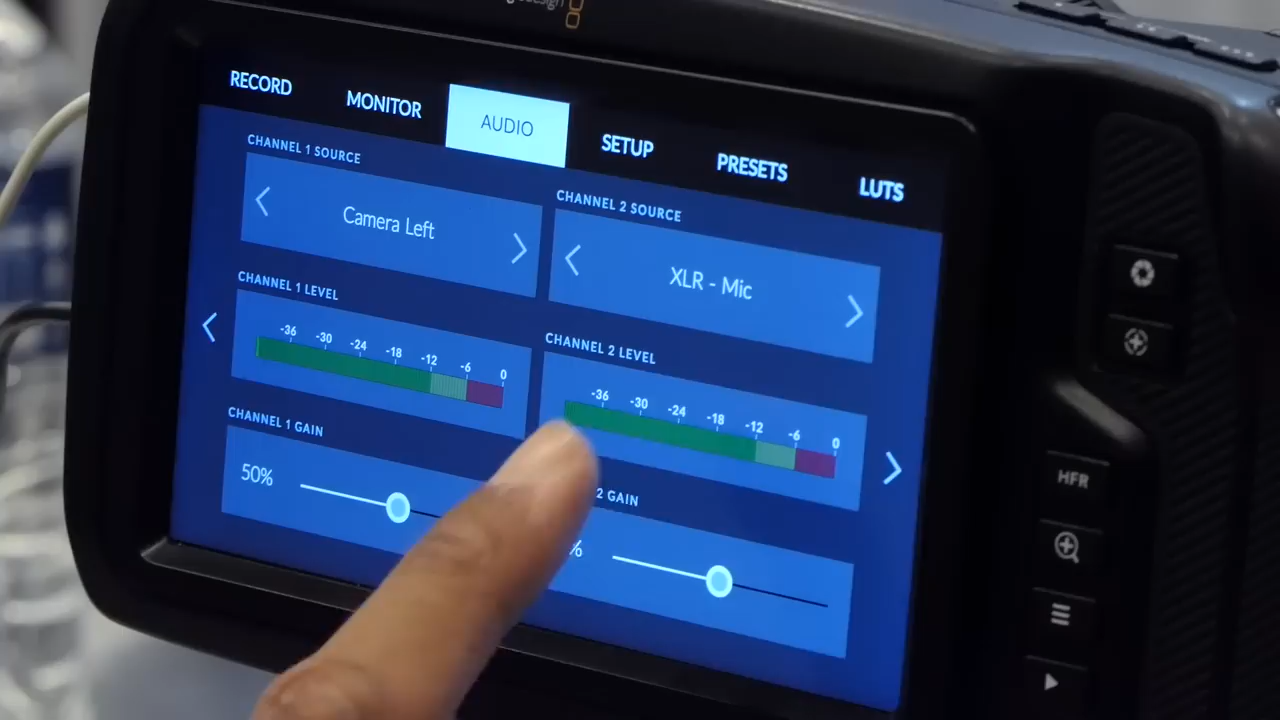 RECORD MONITOR AUDIO SETUP PRESETS LUTS
CHANNEL 1 SOURCE
Camera Left
CHANNEL 2 SOURCE
XLR - Mic
CHANNEL 1 LEVEL
-36 -30 -24 -18 -12 -6 0
CHANNEL 2 LEVEL
-36 -30 -24 -18 -12 -6 0
CHANNEL 1 GAIN
50%
2 GAIN
%
HFR